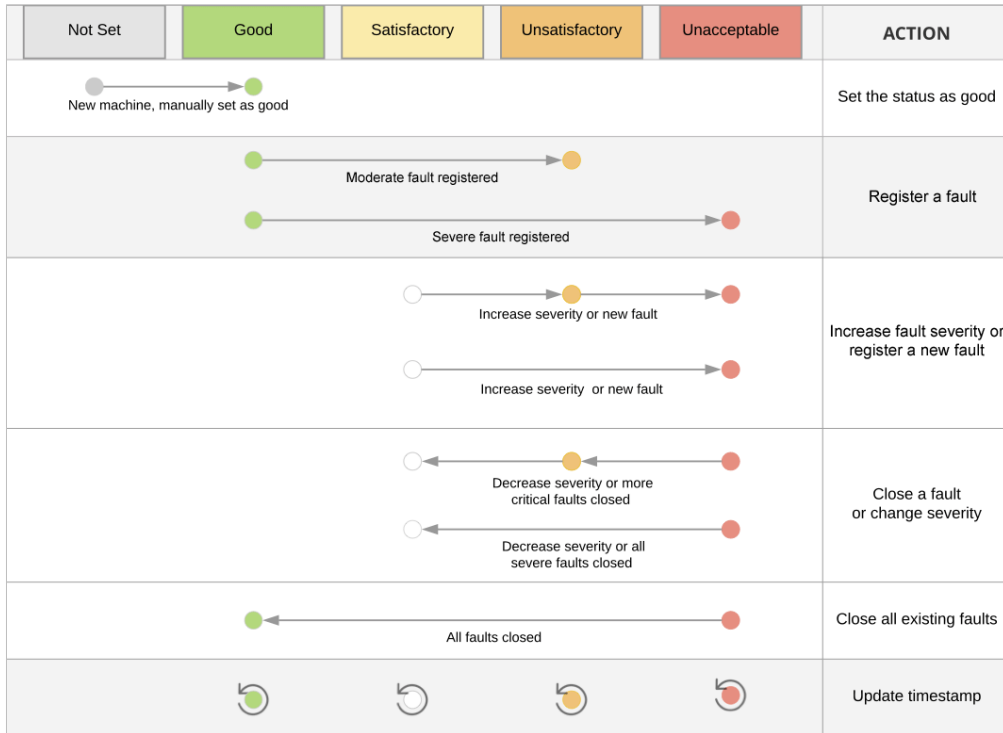 Not Set
Good
Satisfactory
Unsatisfactory
Unacceptable
ACTION
New machine, manually set as good
Set the status as good
Moderate fault registered
Severe fault registered
Register a fault
Increase severity or new fault
Increase severity  or new fault
Increase fault severity or
register a new fault
Decrease severity or more
critical faults closed
Decrease severity or all
severe faults closed
Close a fault
or change severity
All faults closed
Close all existing faults
Update timestamp